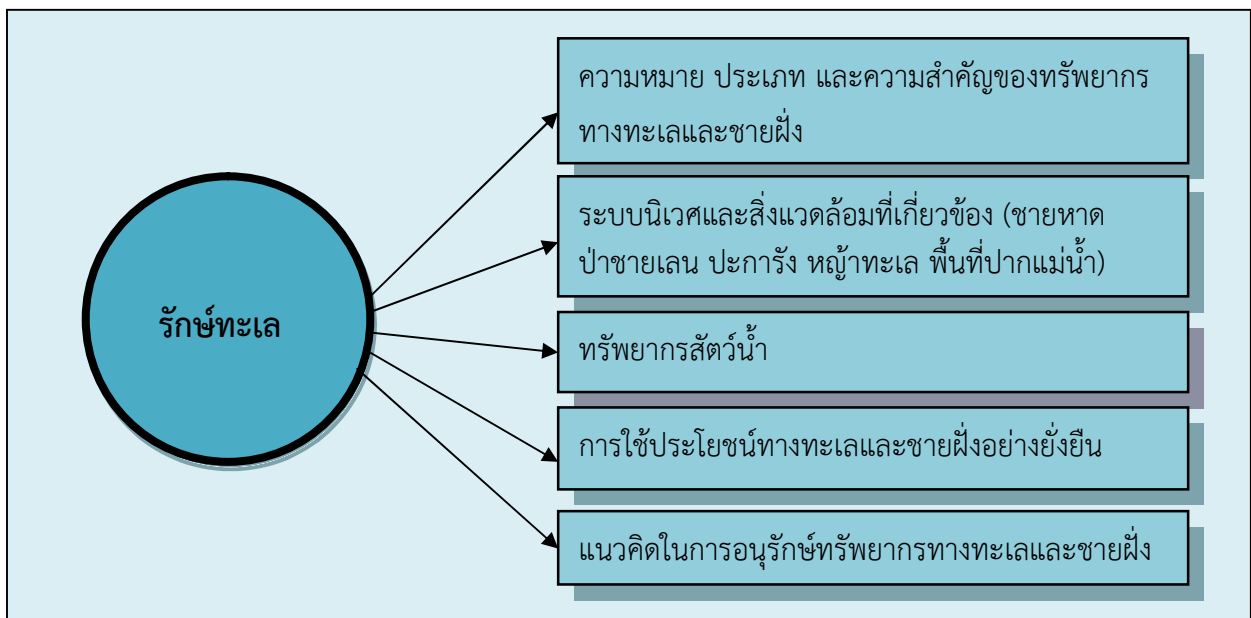 ความหมาย ประเภท และความสำคัญของทรัพยากร
ทางทะเลและชายฝั่ง
ระบบนิเวศและสิ่งแวดล้อมที่เกี่ยวข้อง (ชายหาด
ป่าชายเลน ปะการัง หญ้าทะเล พื้นที่ปากแม่น้ำ)
รักษ์ทะเล
ทรัพยากรสัตว์น้ำ
การใช้ประโยชน์ทางทะเลและชายฝั่งอย่างยั่งยืน
แนวคิดในการอนุรักษ์ทรัพยากรทางทะเลและชายฝั่ง